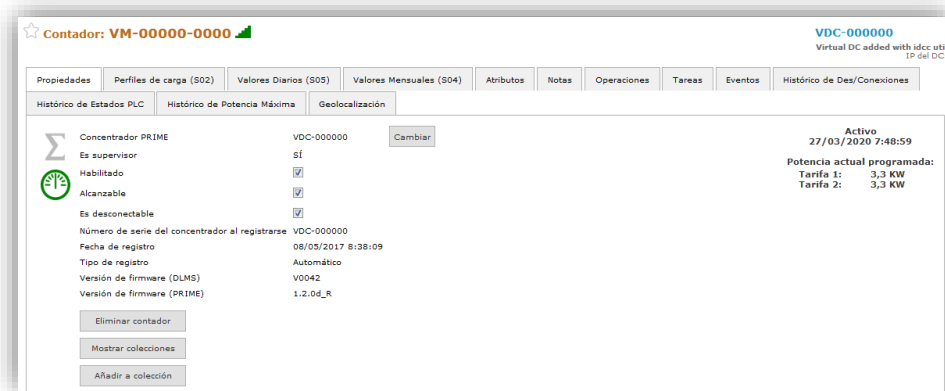 Contador: VM-00000-0000
VDC-000000
Virtual DC added with idcc uti
IP del DC
Propiedades Perfiles de carga (S02) Valores Diarios (S05) Valores Mensuales (S04) Atributos Notas Operaciones Tareas Eventos Histórico de Des/Conexiones
Histórico de Estados PLC Histórico de Potencia Máxima Geolocalización
Concentrador PRIME VDC-000000 Cambiar
Es supervisor SÍ
Habilitado
Alcanzable
Es desconectable
Número de serie del concentrador al registrarse VDC-000000
Fecha de registro 08/05/2017 8:38:09
Tipo de registro Automático
Versión de firmware (DLMS) V0042
Versión de firmware (PRIME) 1.2.0d_R
Eliminar contador
Mostrar colecciones
Añadir a colección
Activo
27/03/2020 7:48:59
Potencia actual programada:
Tarifa 1: 3,3 KW
Tarifa 2: 3,3 KW